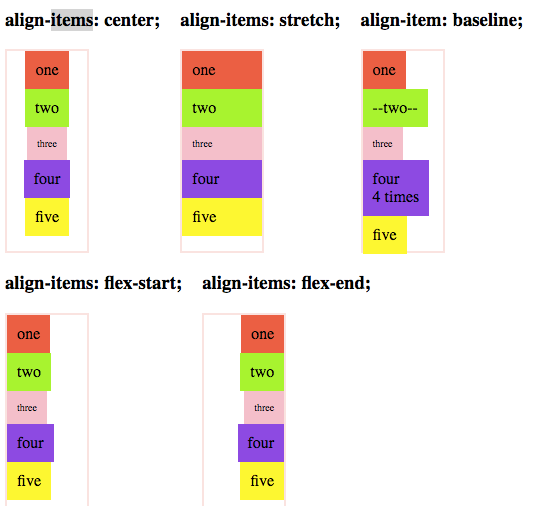 align-items: center;
align-items: stretch;
align-item: baseline;
one
two
three
four
five
one
two
three
four
five
one
--two--
three
four
4 times
five
align-items: flex-start;
align-items: flex-end;
one
two
three
four
five
one
two
three
four
five